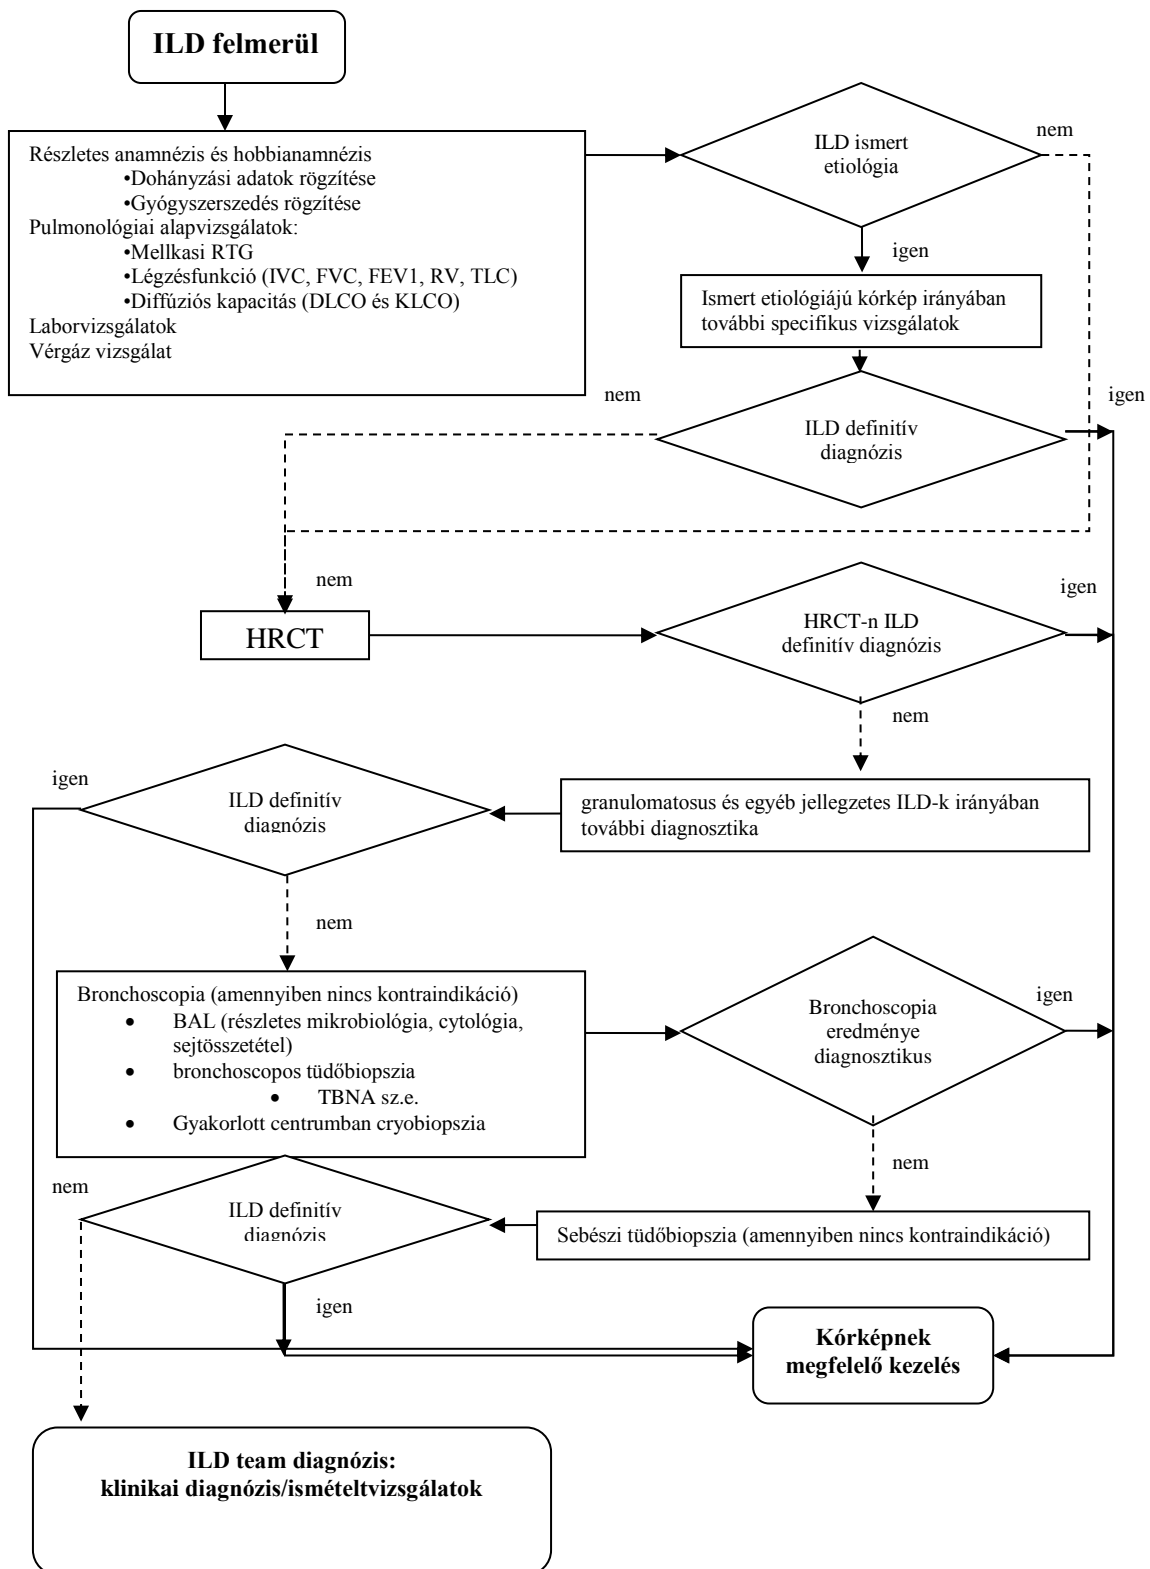 ILD felmerül
Részletes anamnézis és hobbianamnézis
•Dohányzási adatok rögzítése
•Gyógyszerszedés rögzítése
Pulmonológiai alapvizsgálatok:
•Mellkasi RTG
•Légzésfunkció (IVC, FVC, FEV1, RV, TLC)
•Diffúziós kapacitás (DLCO és KLCO)
Laborvizsgálatok
Vérgáz vizsgálat
ILD ismert
etiológia
nem
igen
Ismert etiológiájú kórkép irányában
további specifikus vizsgálatok
nem
igen
ILD definitív
diagnózis
nem
HRCT
HRCT-n ILD
definitív diagnózis
igen
nem
granulomatosus és egyéb jellegzetes ILD-k irányában
további diagnosztika
igen
ILD definitív
diagnózis
nem
Bronchoscopia (amennyiben nincs kontraindikáció)
• BAL (részletes mikrobiológia, cytológia,
sejtösszetétel)
• bronchoscopos tüdőbiopszia
• TBNA sz.e.
• Gyakorlott centrumban cryobiopszia
Bronchoscopia
eredménye
diagnosztikus
igen
nem
Sebészi tüdőbiopszia (amennyiben nincs kontraindikáció)
nem
ILD definitív
diagnózis
igen
Kórképnek
megfelelő kezelés
ILD team diagnózis:
klinikai diagnózis/ismételtvizsgálatok